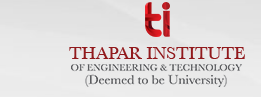 ti
THAPAR INSTITUTE
OF ENGINEERING & TECHNOLOGY
(Deemed to be University)